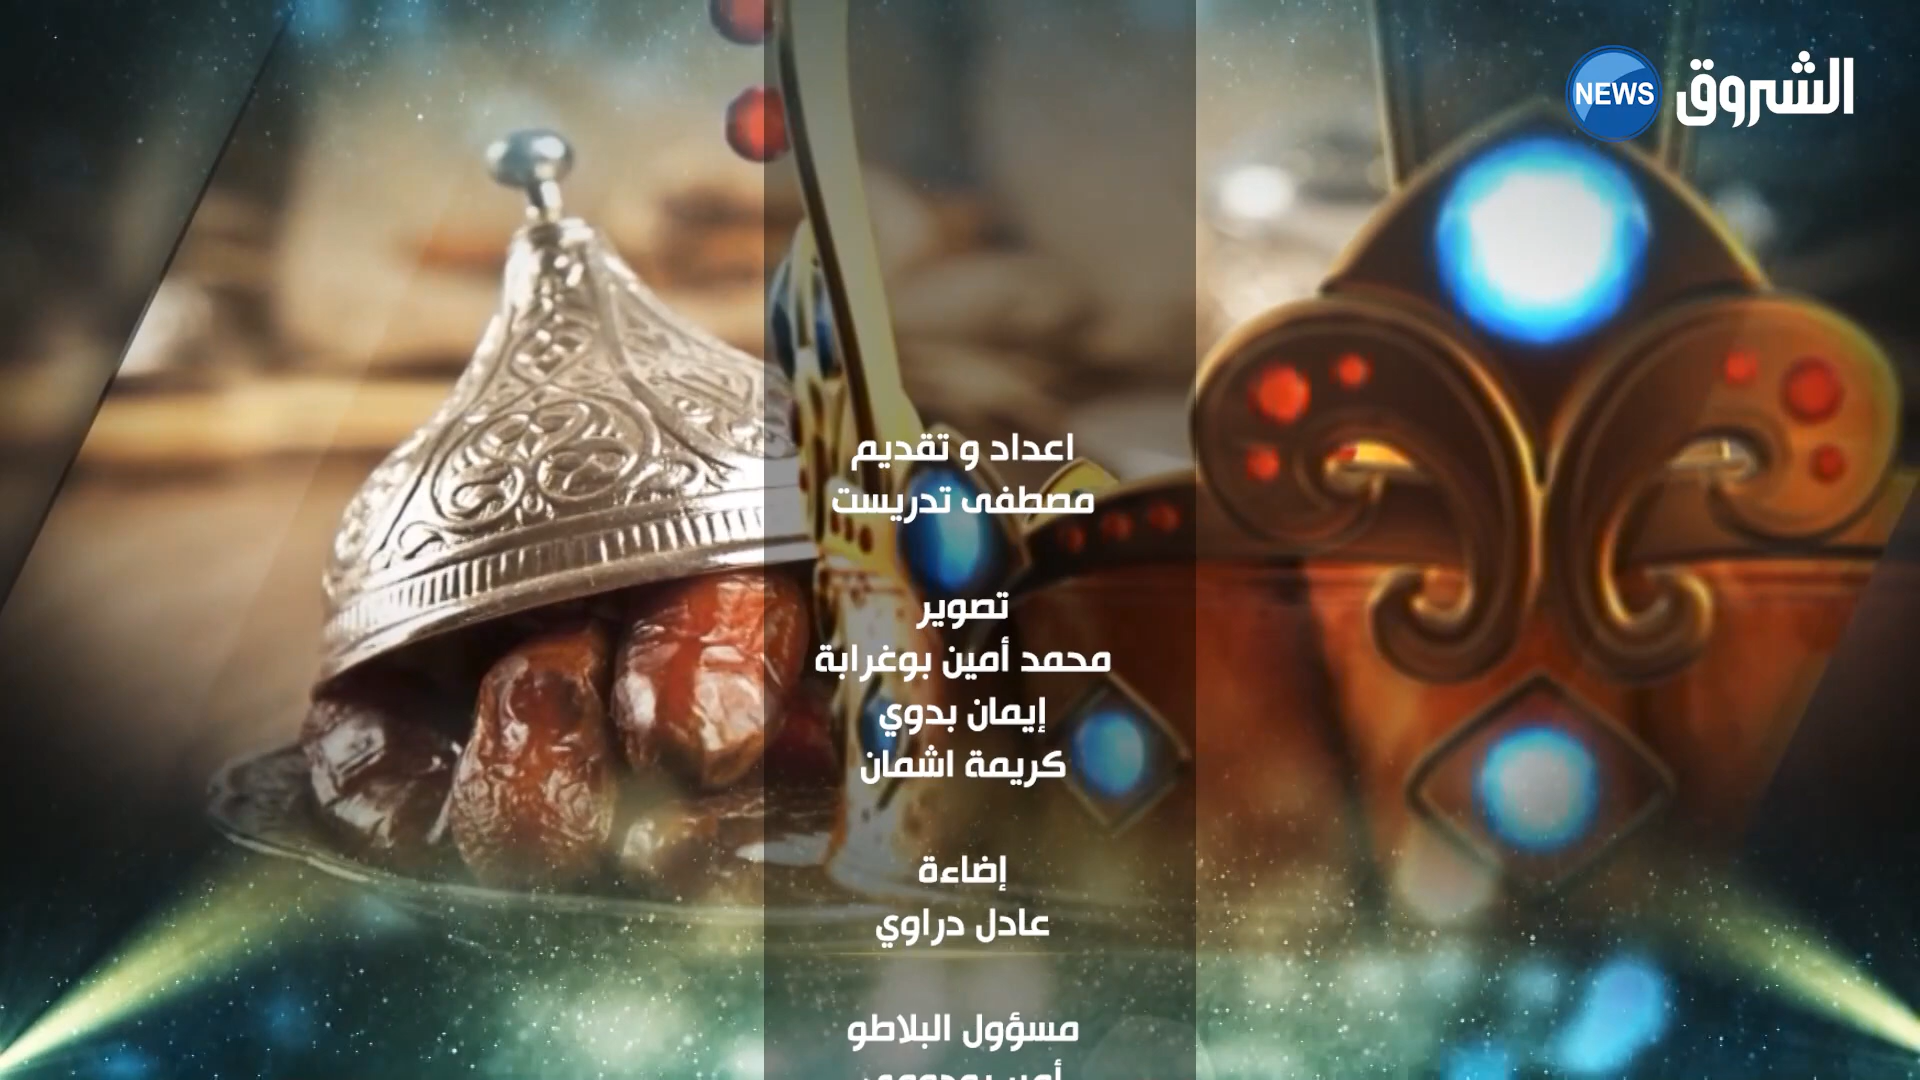 الشروق
NEWS
اعداد و تقديم
مصطفى تدريست
تصوير
محمد أمين بوغرابة
إيمان بدوي
كريمة اشمان
إضاءة
عادل دراوي
مسؤول البلاطو